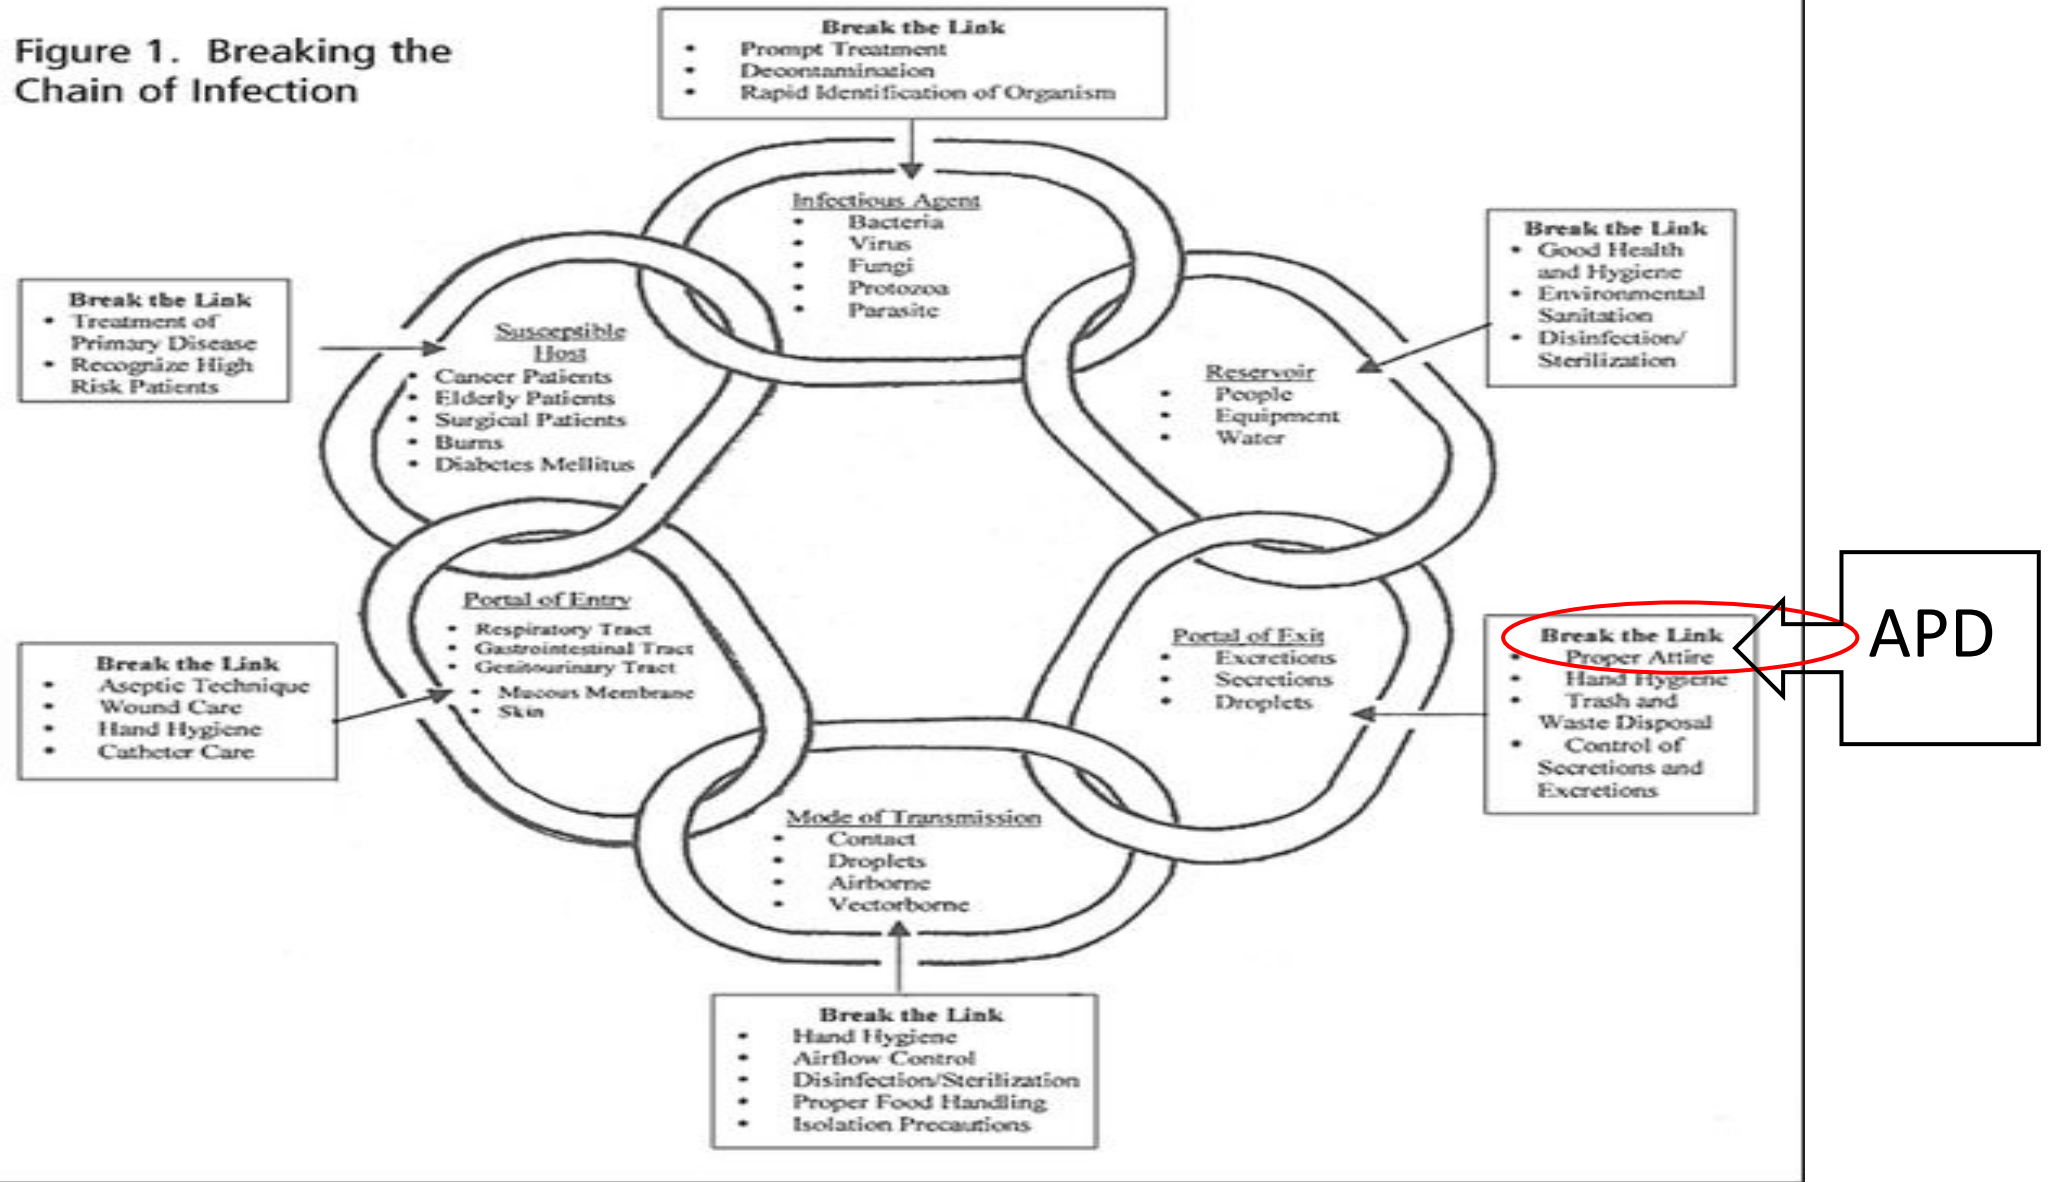 Figure 1. Breaking the
Chain of Infection
Break the Link
• Prompt Treatment
• Decontamination
• Rapid Identification of Organism
Infectious Agent
• Bacteria
• Virus
• Fungi
• Protozoa
• Parasite
Break the Link
• Good Health
and Hygiene
• Environmental
Sanitation
• Disinfection/
Sterilization
Reservoir
• People
• Equipment
• Water
Break the Link
• Proper Attire
• Hand Hygiene
• Trash and
Waste Disposal
• Control of
Secretions and
Excretions
APD
Portal of Exit
• Excretions
• Secretions
• Droplets
Mode of Transmission
• Contact
• Droplets
• Airborne
• Vectorborne
Break the Link
• Hand Hygiene
• Airflow Control
• Disinfection/Sterilization
• Proper Food Handling
• Isolation Precautions
Portal of Entry
• Respiratory Tract
• Gastrointestinal Tract
• Genitourinary Tract
• Mucous Membrane
• Skin
Break the Link
• Aseptic Technique
• Wound Care
• Hand Hygiene
• Catheter Care
Susceptible
Host
• Cancer Patients
• Elderly Patients
• Surgical Patients
• Burns
• Diabetes Mellitus
Break the Link
• Treatment of
Primary Disease
• Recognize High
Risk Patients